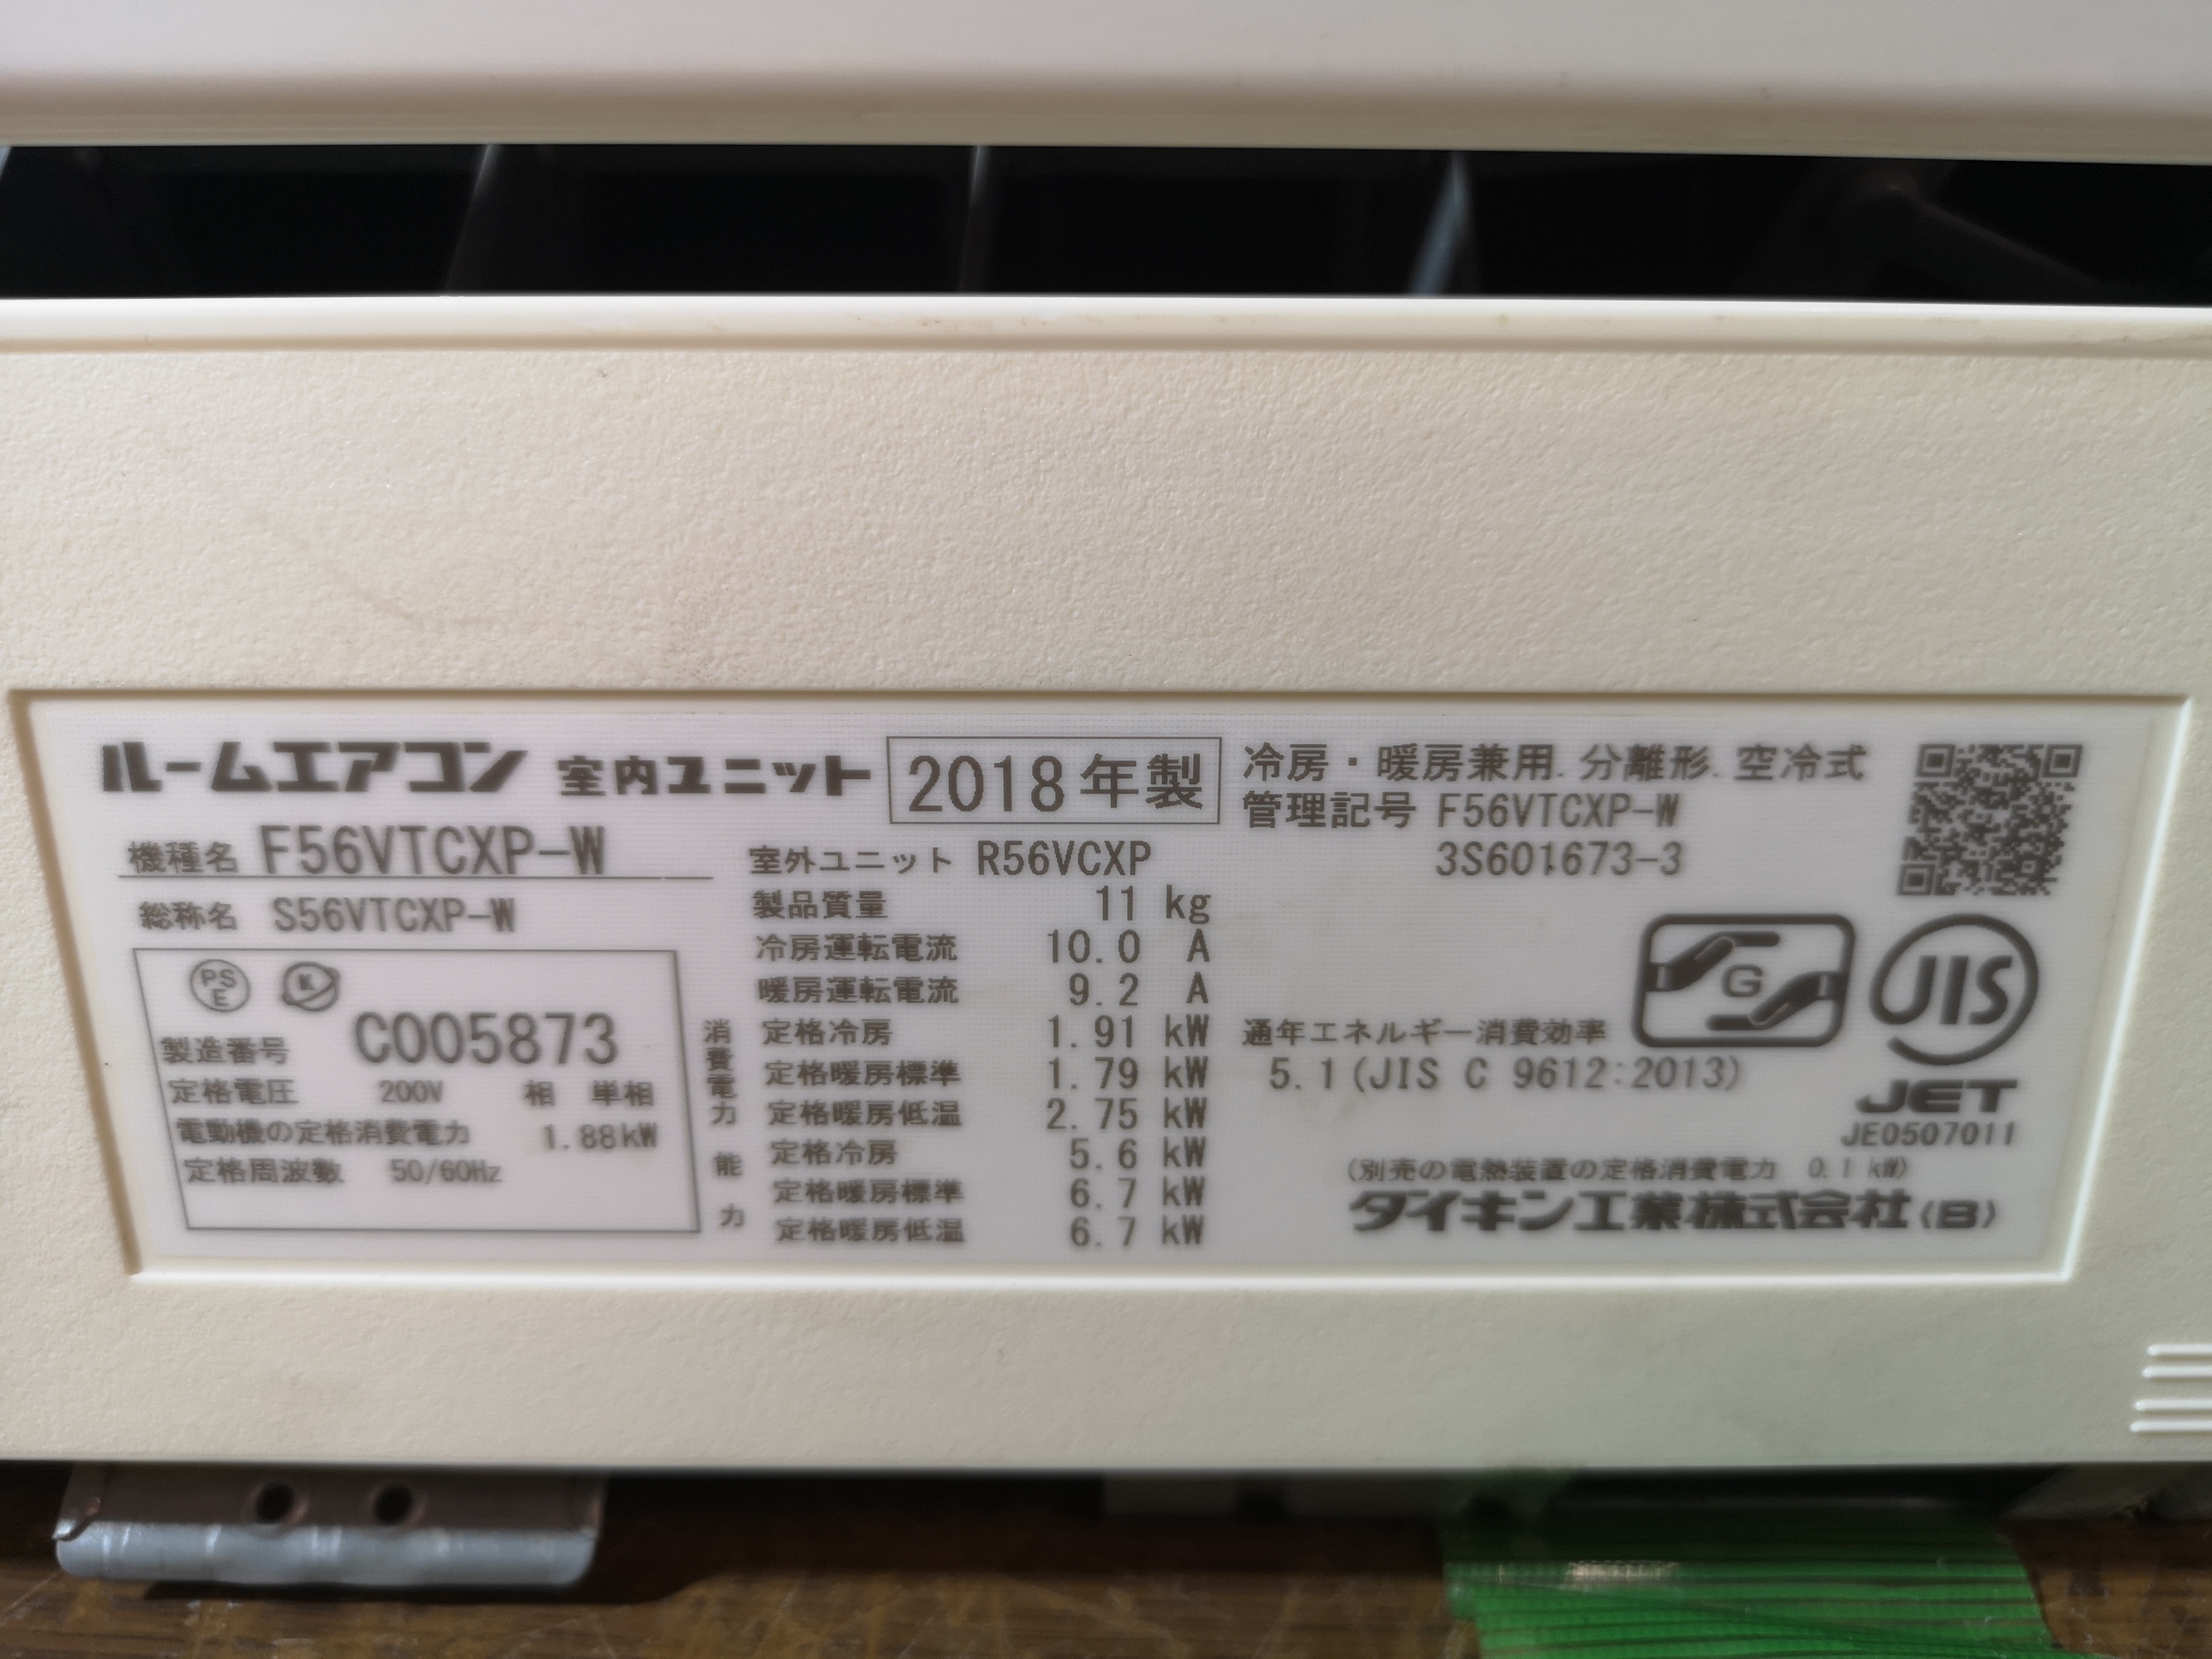 ルームエアコン 室内ユニット 2018年製
機種名 F56VTCXP-W
総称名 S56VTCXP-W
PS
E
K
製造番号 C005873
定格電圧 200V 相 単相
電動機の定格消費電力 1.88kW
定格周波数 50/60Hz
室外ユニット R56VCXP
製品質量 11 kg
冷房運転電流 10.0 A
暖房運転電流 9.2 A
消費電力
定格冷房 1.91 kW
定格暖房標準 1.79 kW
定格暖房低温 2.75 kW
能力
定格冷房 5.6 kW
定格暖房標準 6.7 kW
定格暖房低温 6.7 kW
冷房・暖房兼用.分離形.空冷式
管理記号 F56VTCXP-W
3S601673-3
G
JIS
通年エネルギー消費効率
5.1(JIS C 9612:2013)
JET
JE0507011
(別売の電熱装置の定格消費電力 0.1 kW)
ダイキン工業株式会社(B)